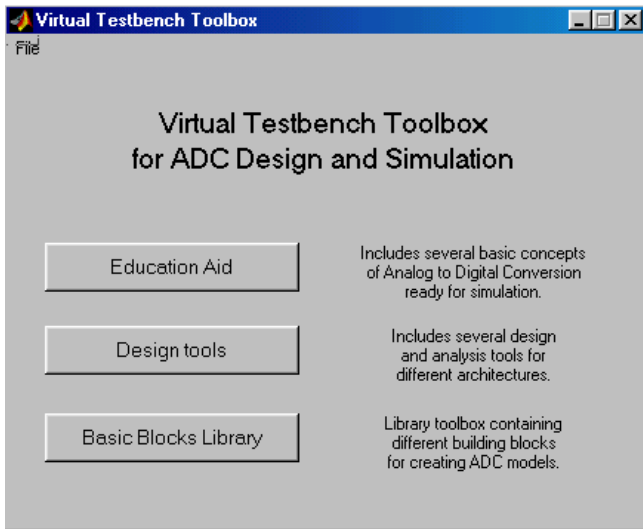 Virtual Testbench Toolbox
File
Virtual Testbench Toolbox
for ADC Design and Simulation
Education Aid
Includes several basic concepts
of Analog to Digital Conversion
ready for simulation.
Design tools
Includes several design
and analysis tools for
different architectures.
Basic Blocks Library
Library toolbox containing
different building blocks
for creating ADC models.